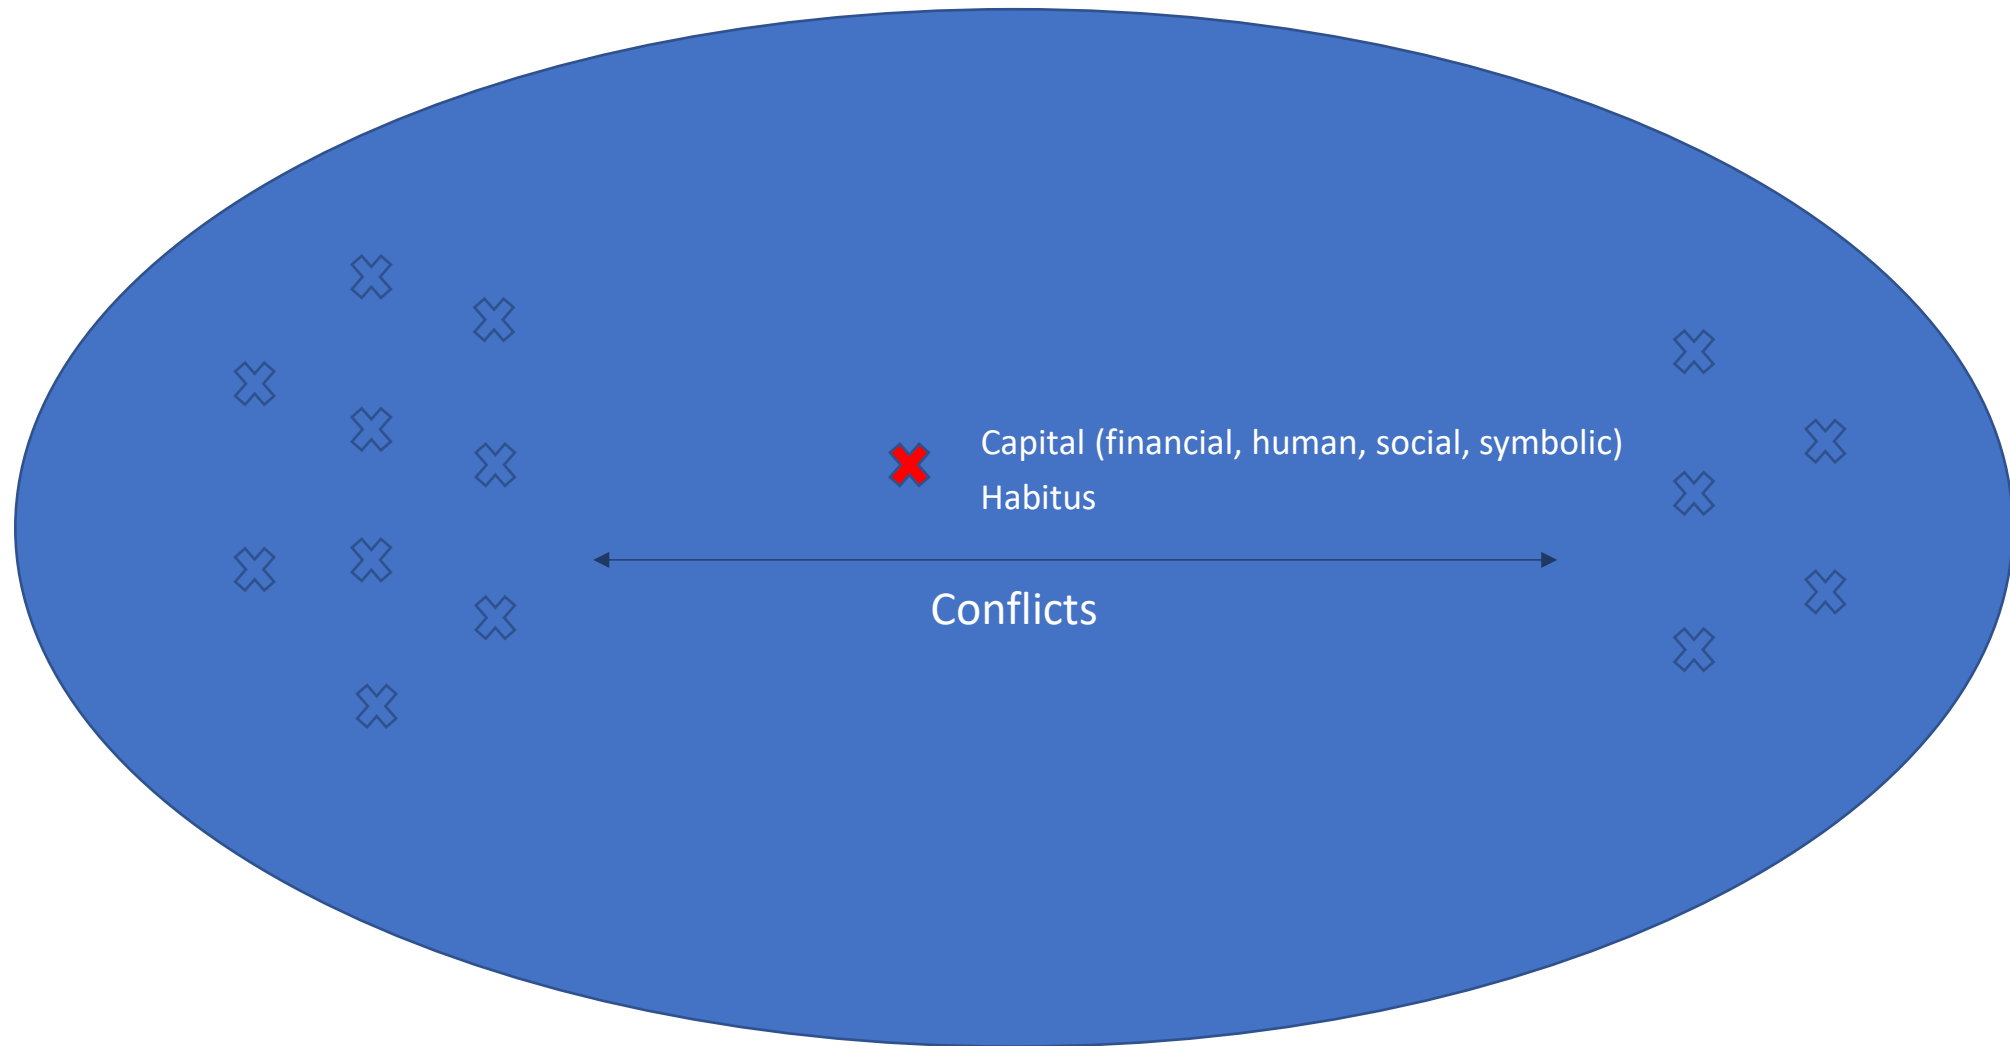 Capital (financial, human, social, symbolic)
Habitus
Conflicts